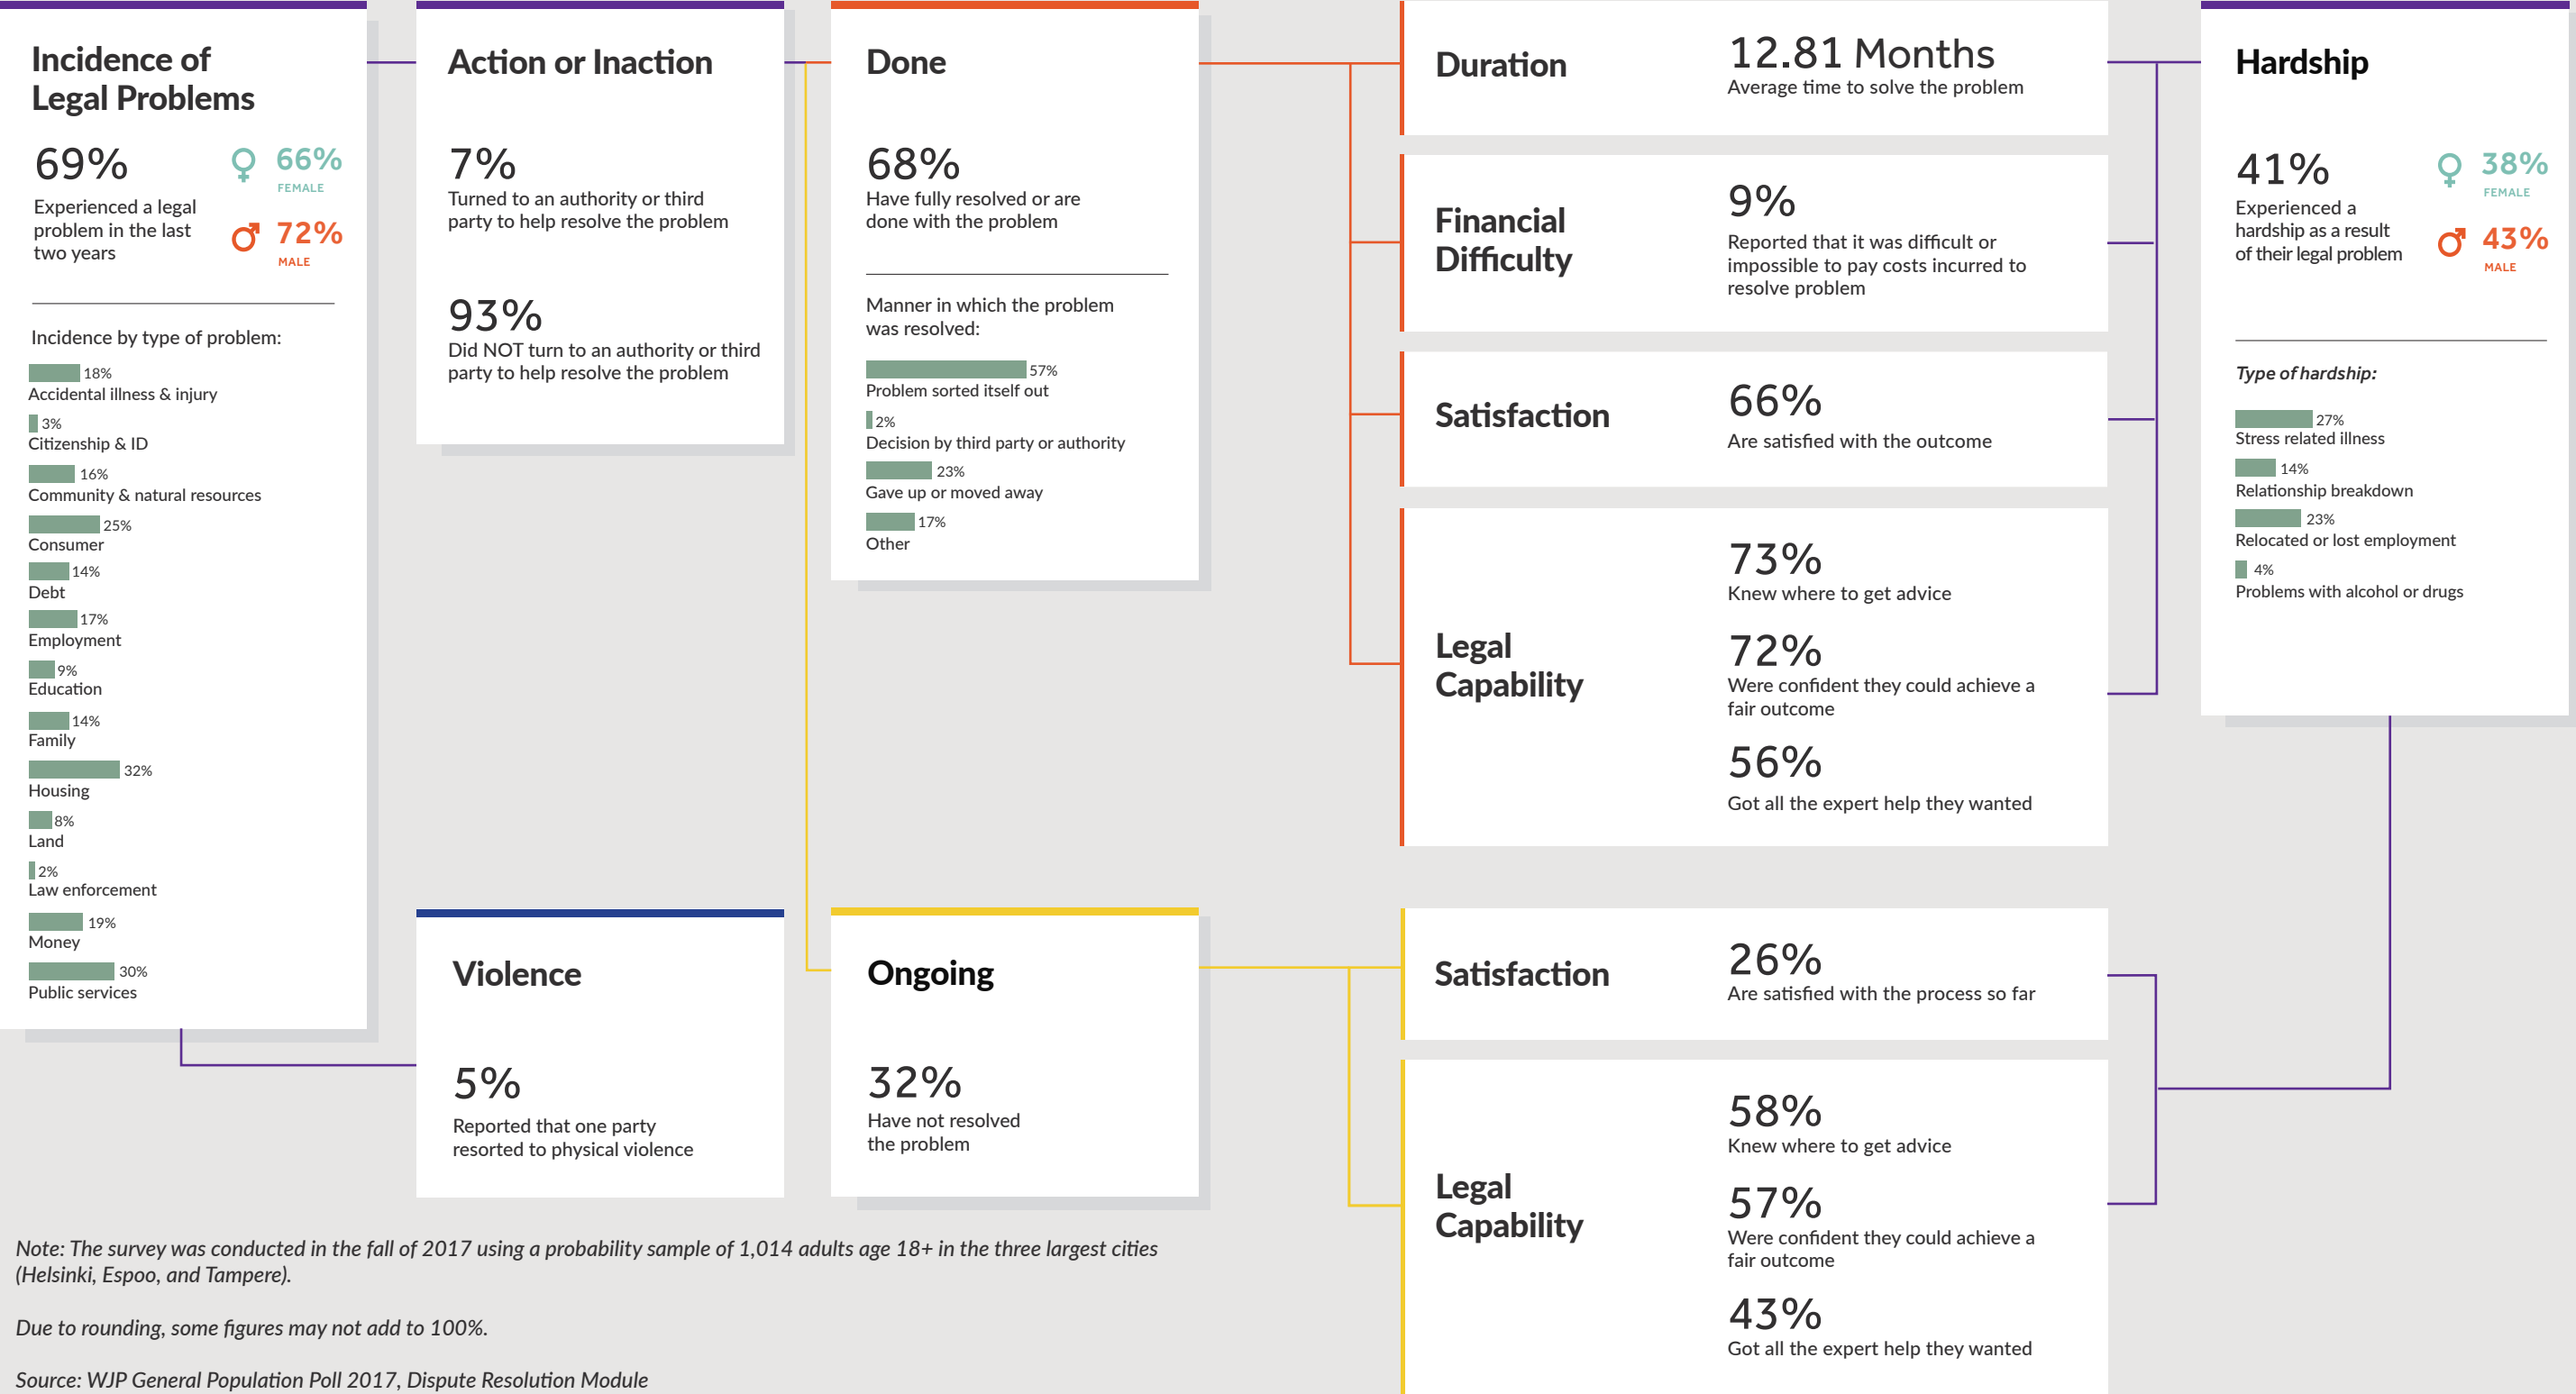 Incidence of
Legal Problems
69%
Experienced a legal
problem in the last
two years
66%
FEMALE
72%
MALE
Incidence by type of problem:
18%
Accidental illness & injury
3%
Citizenship & ID
16%
Community & natural resources
25%
Consumer
14%
Debt
17%
Employment
9%
Education
14%
Family
32%
Housing
8%
Land
2%
Law enforcement
19%
Money
30%
Public services
Action or Inaction
7%
Turned to an authority or third
party to help resolve the problem
93%
Did NOT turn to an authority or third
party to help resolve the problem
Violence
5%
Reported that one party
resorted to physical violence
Done
68%
Have fully resolved or are
done with the problem
Manner in which the problem
was resolved:
57%
Problem sorted itself out
2%
Decision by third party or authority
23%
Gave up or moved away
17%
Other
Ongoing
32%
Have not resolved
the problem
Duration
12.81 Months
Average time to solve the problem
Financial
Difficulty
9%
Reported that it was difficult or
impossible to pay costs incurred to
resolve problem
Satisfaction
66%
Are satisfied with the outcome
Legal
Capability
73%
Knew where to get advice
72%
Were confident they could achieve a
fair outcome
56%
Got all the expert help they wanted
Satisfaction
26%
Are satisfied with the process so far
Legal
Capability
58%
Knew where to get advice
57%
Were confident they could achieve a
fair outcome
43%
Got all the expert help they wanted
Hardship
41%
Experienced a
hardship as a result
of their legal problem
38%
FEMALE
43%
MALE
Type of hardship:
27%
Stress related illness
14%
Relationship breakdown
23%
Relocated or lost employment
4%
Problems with alcohol or drugs
Note: The survey was conducted in the fall of 2017 using a probability sample of 1,014 adults age 18+ in the three largest cities
(Helsinki, Espoo, and Tampere).
Due to rounding, some figures may not add to 100%.
Source: WJP General Population Poll 2017, Dispute Resolution Module